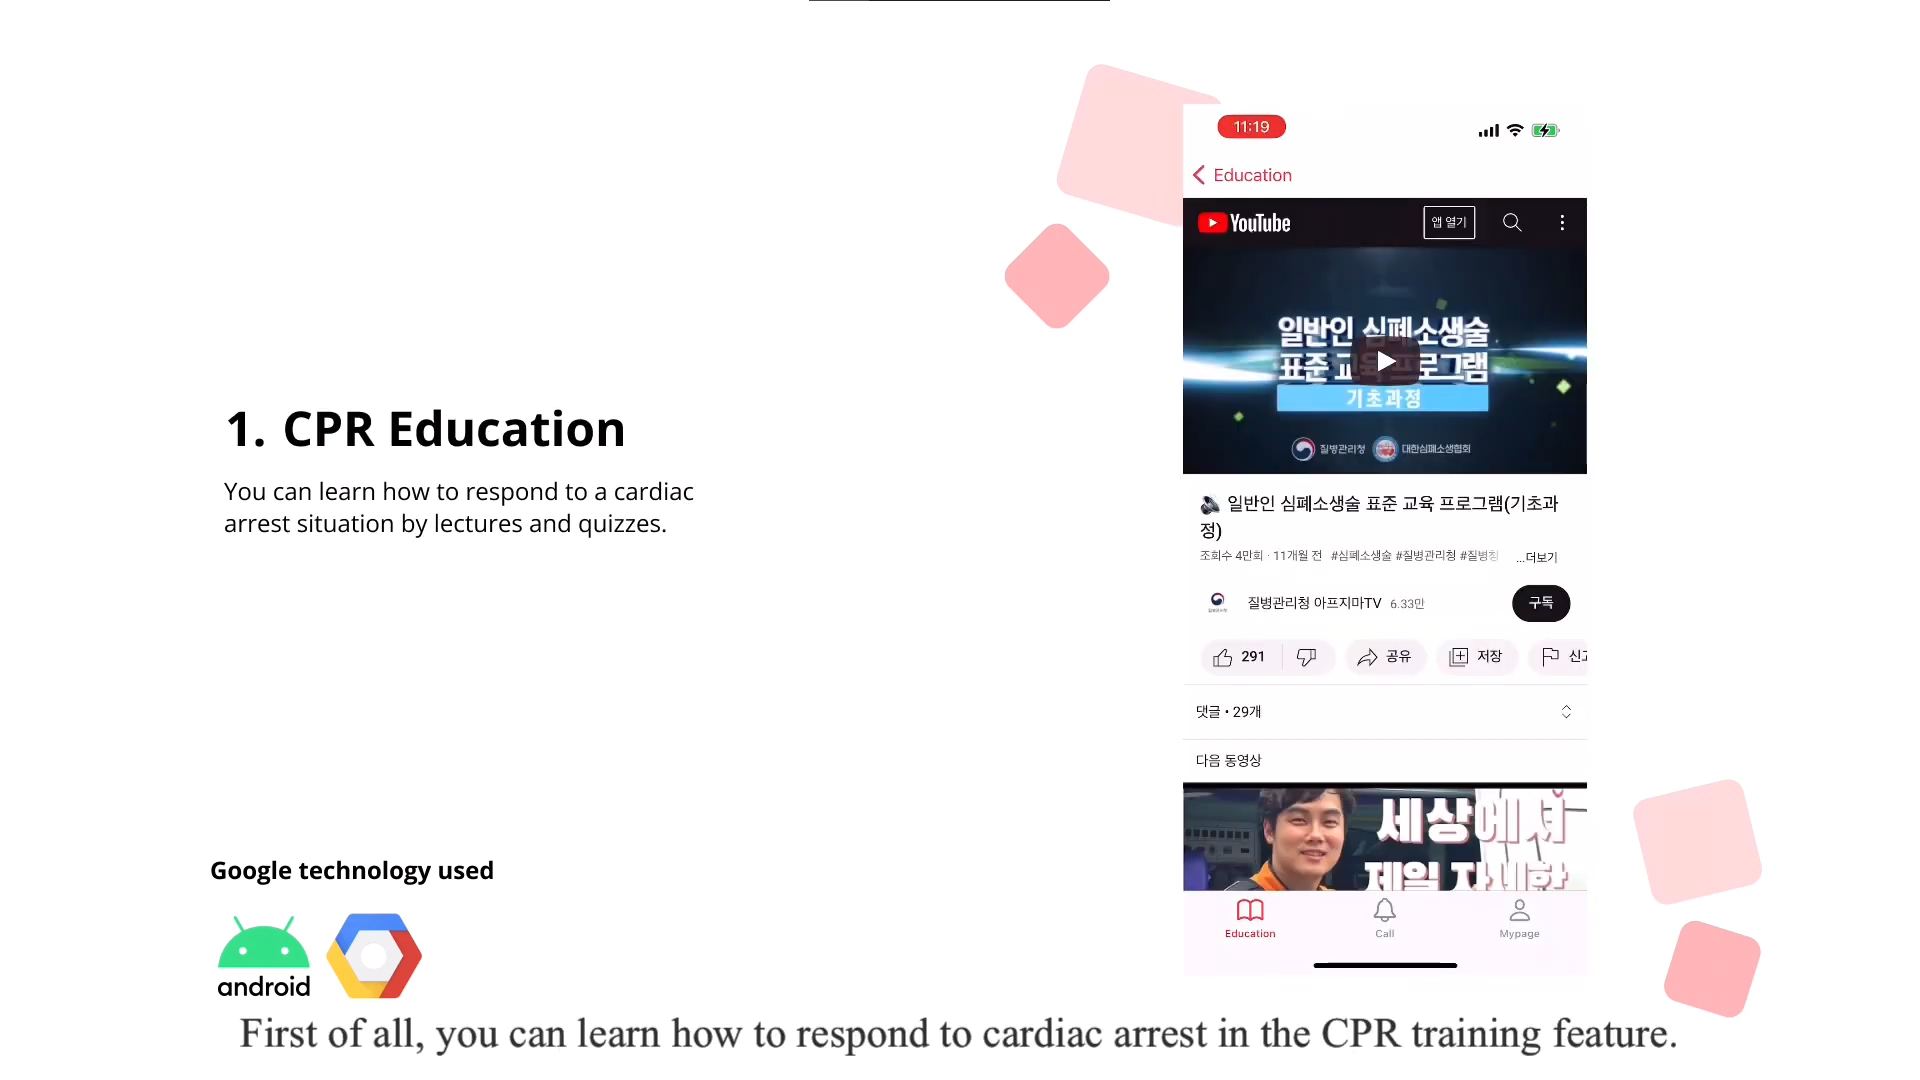 1. CPR Education
You can learn how to respond to a cardiac
arrest situation by lectures and quizzes.
Google technology used
android
11:19
Education
YouTube
앱 열기
일반인 심폐소생술
표준 교육 프로그램
기초과정
질병관리청
대한심폐소생협회
일반인 심폐소생술 표준 교육 프로그램(기초과
정)
조회수 4만회 · 11개월 전 #심폐소생술 #질병관리청 #질병청
...더보기
질병관리청 아프지마TV 6.33만
구독
291
공유
저장
신고
댓글 • 29개
다음 동영상
세상에서
제일 자세한
Education
Call
Mypage
First of all, you can learn how to respond to cardiac arrest in the CPR training feature.